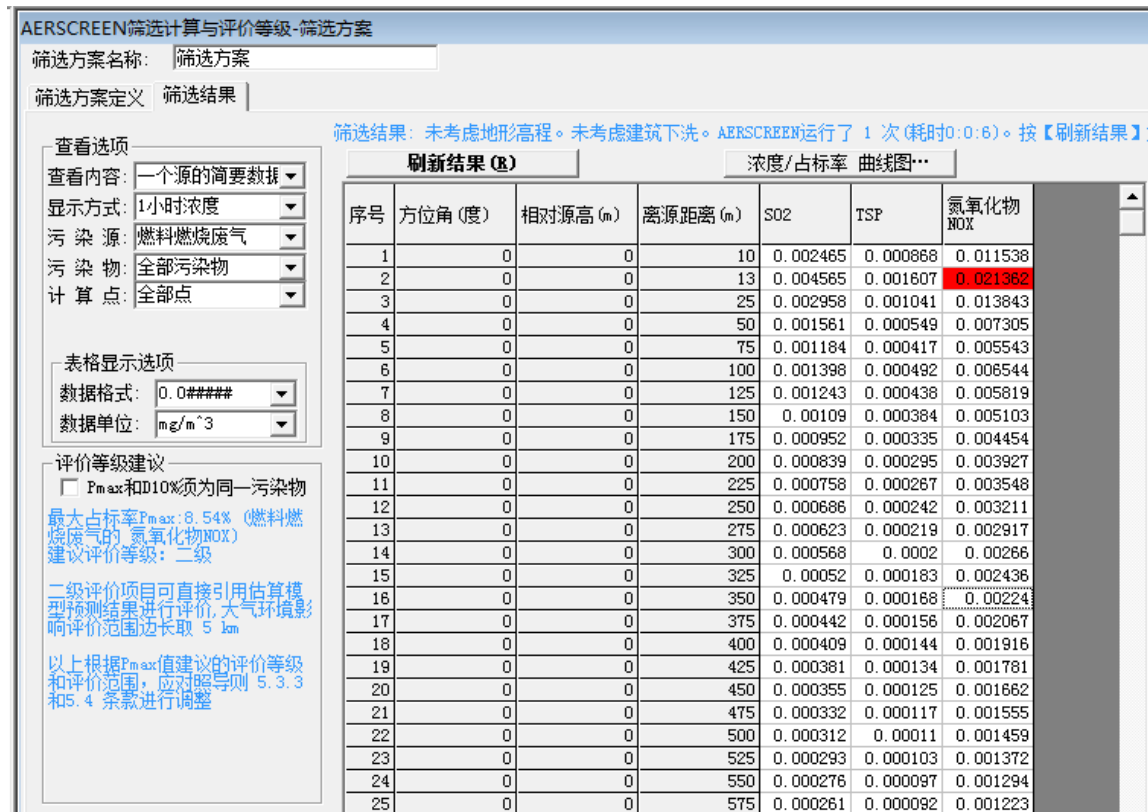 AERSCREEN筛选计算与评价等级-筛选方案
筛选方案名称: 筛选方案
筛选方案定义 筛选结果
筛选结果: 未考虑地形高程。未考虑建筑下洗。AERSCREEN运行了 1 次(耗时0:0:6)。按【刷新结果】
刷新结果(R) 浓度/占标率 曲线图…
查看选项
查看内容: 一个源的简要数据
显示方式: 1小时浓度
污 染 源: 燃料燃烧废气
污 染 物: 全部污染物
计 算 点: 全部点
表格显示选项
数据格式: 0.0#####
数据单位: mg/m^3
评价等级建议
Pmax和D10%须为同一污染物
最大占标率Pmax:8.54% (燃料燃
烧废气的 氮氧化物NOX)
建议评价等级: 二级
二级评价项目可直接引用估算模
型预测结果进行评价,大气环境影
响评价范围边长取 5 km
以上根据Pmax值建议的评价等级
和评价范围,应对照导则 5.3.3
和5.4 条款进行调整
序号 方位角(度) 相对源高(m) 离源距离(m) SO2 TSP 氮氧化物
NOX
1 0 0 10 0.002465 0.000868 0.011538
2 0 0 13 0.004565 0.001607 0.021362
3 0 0 25 0.002958 0.001041 0.013843
4 0 0 50 0.001561 0.000549 0.007305
5 0 0 75 0.001184 0.000417 0.005543
6 0 0 100 0.001398 0.000492 0.006544
7 0 0 125 0.001243 0.000438 0.005819
8 0 0 150 0.00109 0.000384 0.005103
9 0 0 175 0.000952 0.000335 0.004454
10 0 0 200 0.000839 0.000295 0.003927
11 0 0 225 0.000758 0.000267 0.003548
12 0 0 250 0.000686 0.000242 0.003211
13 0 0 275 0.000623 0.000219 0.002917
14 0 0 300 0.000568 0.0002 0.00266
15 0 0 325 0.00052 0.000183 0.002436
16 0 0 350 0.000479 0.000168 0.00224
17 0 0 375 0.000442 0.000156 0.002067
18 0 0 400 0.000409 0.000144 0.001916
19 0 0 425 0.000381 0.000134 0.001781
20 0 0 450 0.000355 0.000125 0.001662
21 0 0 475 0.000332 0.000117 0.001555
22 0 0 500 0.000312 0.00011 0.001459
23 0 0 525 0.000293 0.000103 0.001372
24 0 0 550 0.000276 0.000097 0.001294
25 0 0 575 0.000261 0.000092 0.001223